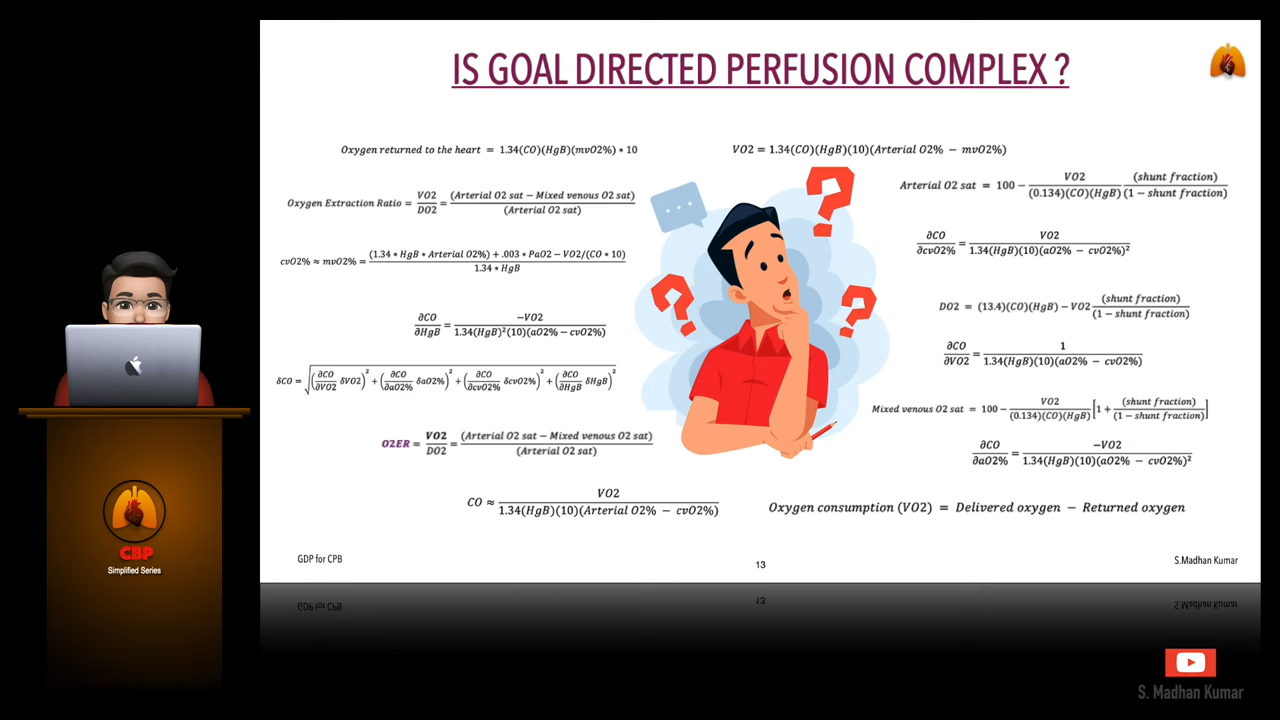 IS GOAL DIRECTED PERFUSION COMPLEX ?
Oxygen returned to the heart = 1.34(CO)(HgB)(mvO2%) * 10
VO2 = 1.34(CO)(HgB)(10)(Arterial O2% − mvO2%)
Oxygen Extraction Ratio = VO2/DO2 = (Arterial O2 sat − Mixed venous O2 sat)/(Arterial O2 sat)
Arterial O2 sat = 100 − VO2/(0.134)(CO)(HgB) (shunt fraction)/(1 − shunt fraction)
cvO2% ≈ mvO2% = (1.34 * HgB * Arterial O2%) + .003 * PaO2 − VO2/(CO * 10)/1.34 * HgB
∂CO/∂cvO2% = VO2/1.34(HgB)(10)(aO2% − cvO2%)²
∂CO/∂HgB = −VO2/1.34(HgB)²(10)(aO2% − cvO2%)
DO2 = (13.4)(CO)(HgB) − VO2 (shunt fraction)/(1 − shunt fraction)
∂CO/∂VO2 = 1/1.34(HgB)(10)(aO2% − cvO2%)
δCO = √(∂CO/∂VO2 δVO2)² + (∂CO/∂aO2% δaO2%)² + (∂CO/∂cvO2% δcvO2%)² + (∂CO/∂HgB δHgB)²
Mixed venous O2 sat = 100 − VO2/(0.134)(CO)(HgB) [1 + (shunt fraction)/(1 − shunt fraction)]
O2ER = VO2/DO2 = (Arterial O2 sat − Mixed venous O2 sat)/(Arterial O2 sat)
∂CO/∂aO2% = −VO2/1.34(HgB)(10)(aO2% − cvO2%)²
CO ≈ VO2/1.34(HgB)(10)(Arterial O2% − cvO2%)
Oxygen consumption (VO2) = Delivered oxygen − Returned oxygen
GDP for CPB
13
S.Madhan Kumar
CBP
Simplified Series
S. Madhan Kumar